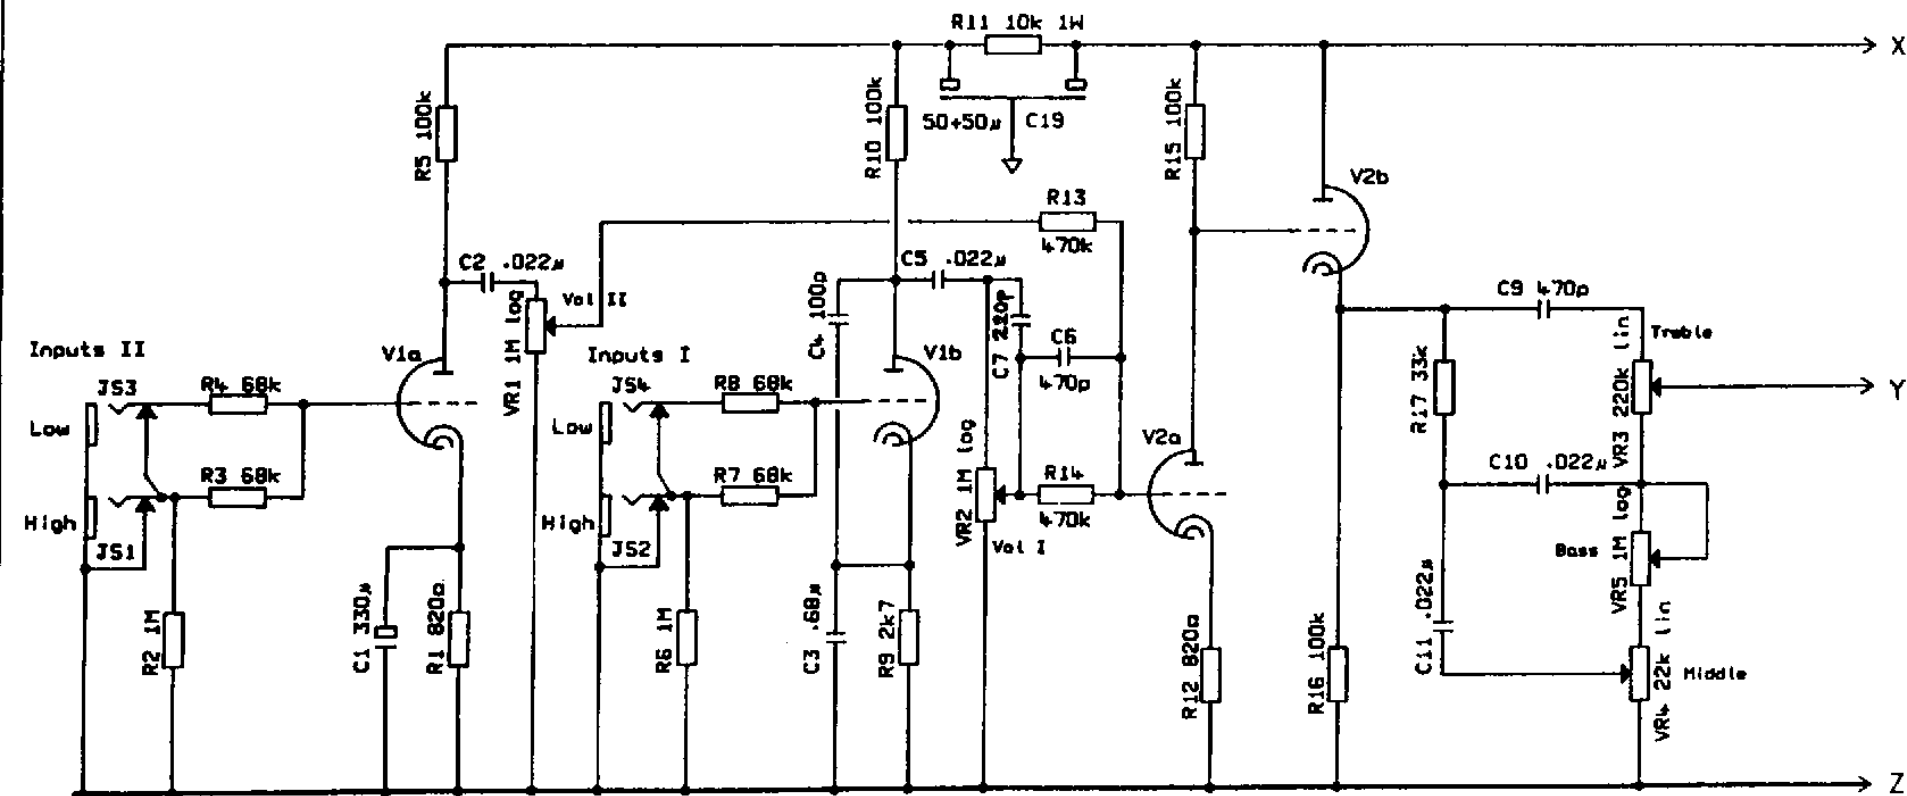 R11 10k 1W
X
R5 100k
R10 100k
50+50µ C19
R15 100k
V2b
R13
470k
C2 .022µ
C5 .022µ
C9 470p
Vol II
VR1 1M log
C4 100p
C7 220p
C6
470p
Treble
VR3 220k lin
Y
Inputs II
V1a
Inputs I
V1b
R17 33k
JS3
R4 68k
JS4
R8 68k
Low
Low
V2a
C10 .022µ
R3 68k
R7 68k
R14
470k
VR2 1M log
Vol I
High
JS1
High
JS2
Bass
VR5 1M log
C11 .022µ
R2 1M
C1 330µ
R1 820Ω
R6 1M
C3 .68µ
R9 2k7
R12 820Ω
R16 100k
VR4 22k lin
Middle
Z